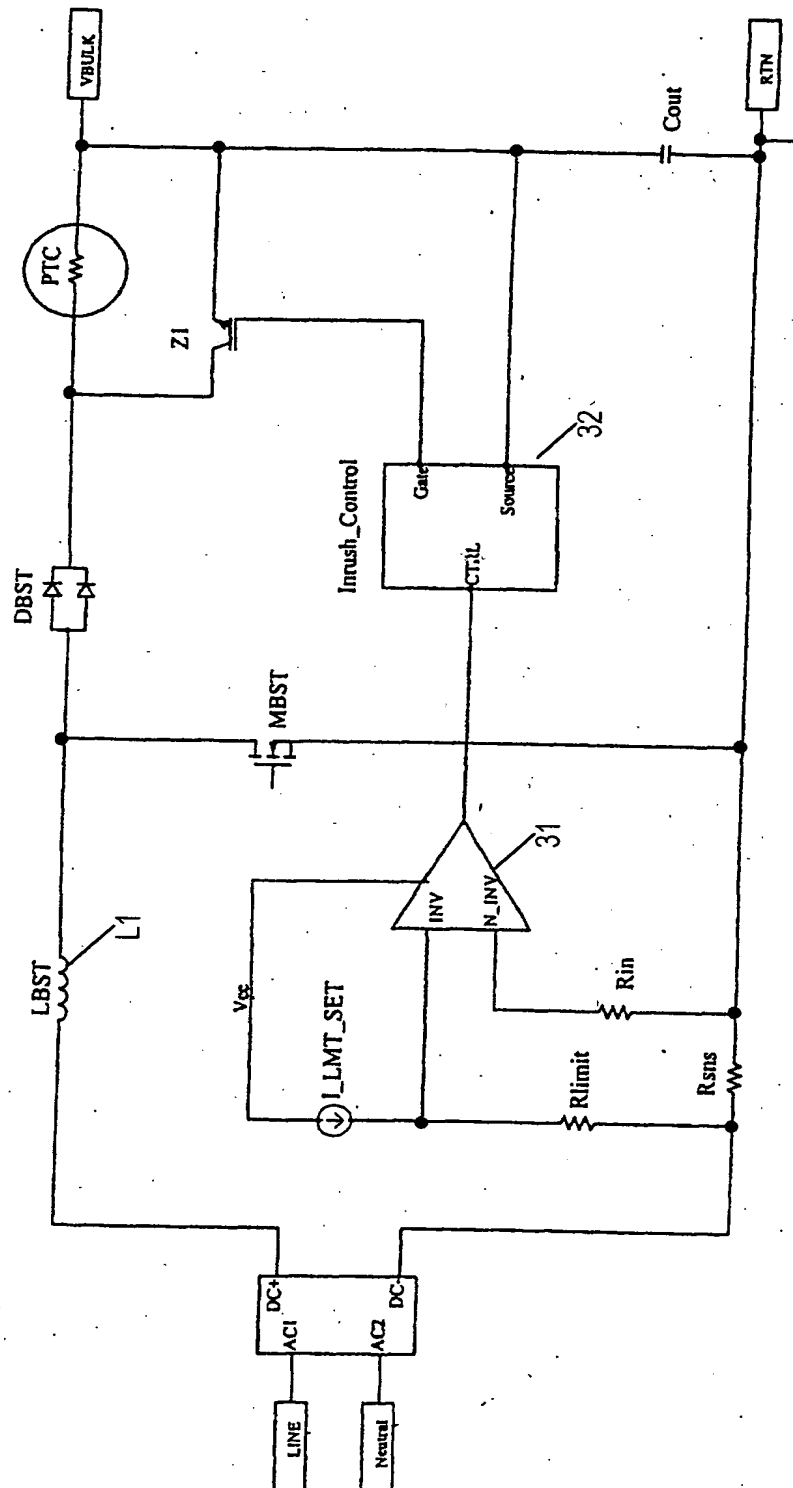 VBULK
RTN
PTC
Cout
Z1
DBST
Inrush_Control
Gate
Source
CTRL
32
MBST
31
INV
N_INV
LBST
L1
Vcc
I_LMT_SET
Rin
Rlimit
Rsns
DC+
DC-
AC1
AC2
LINE
Neutral